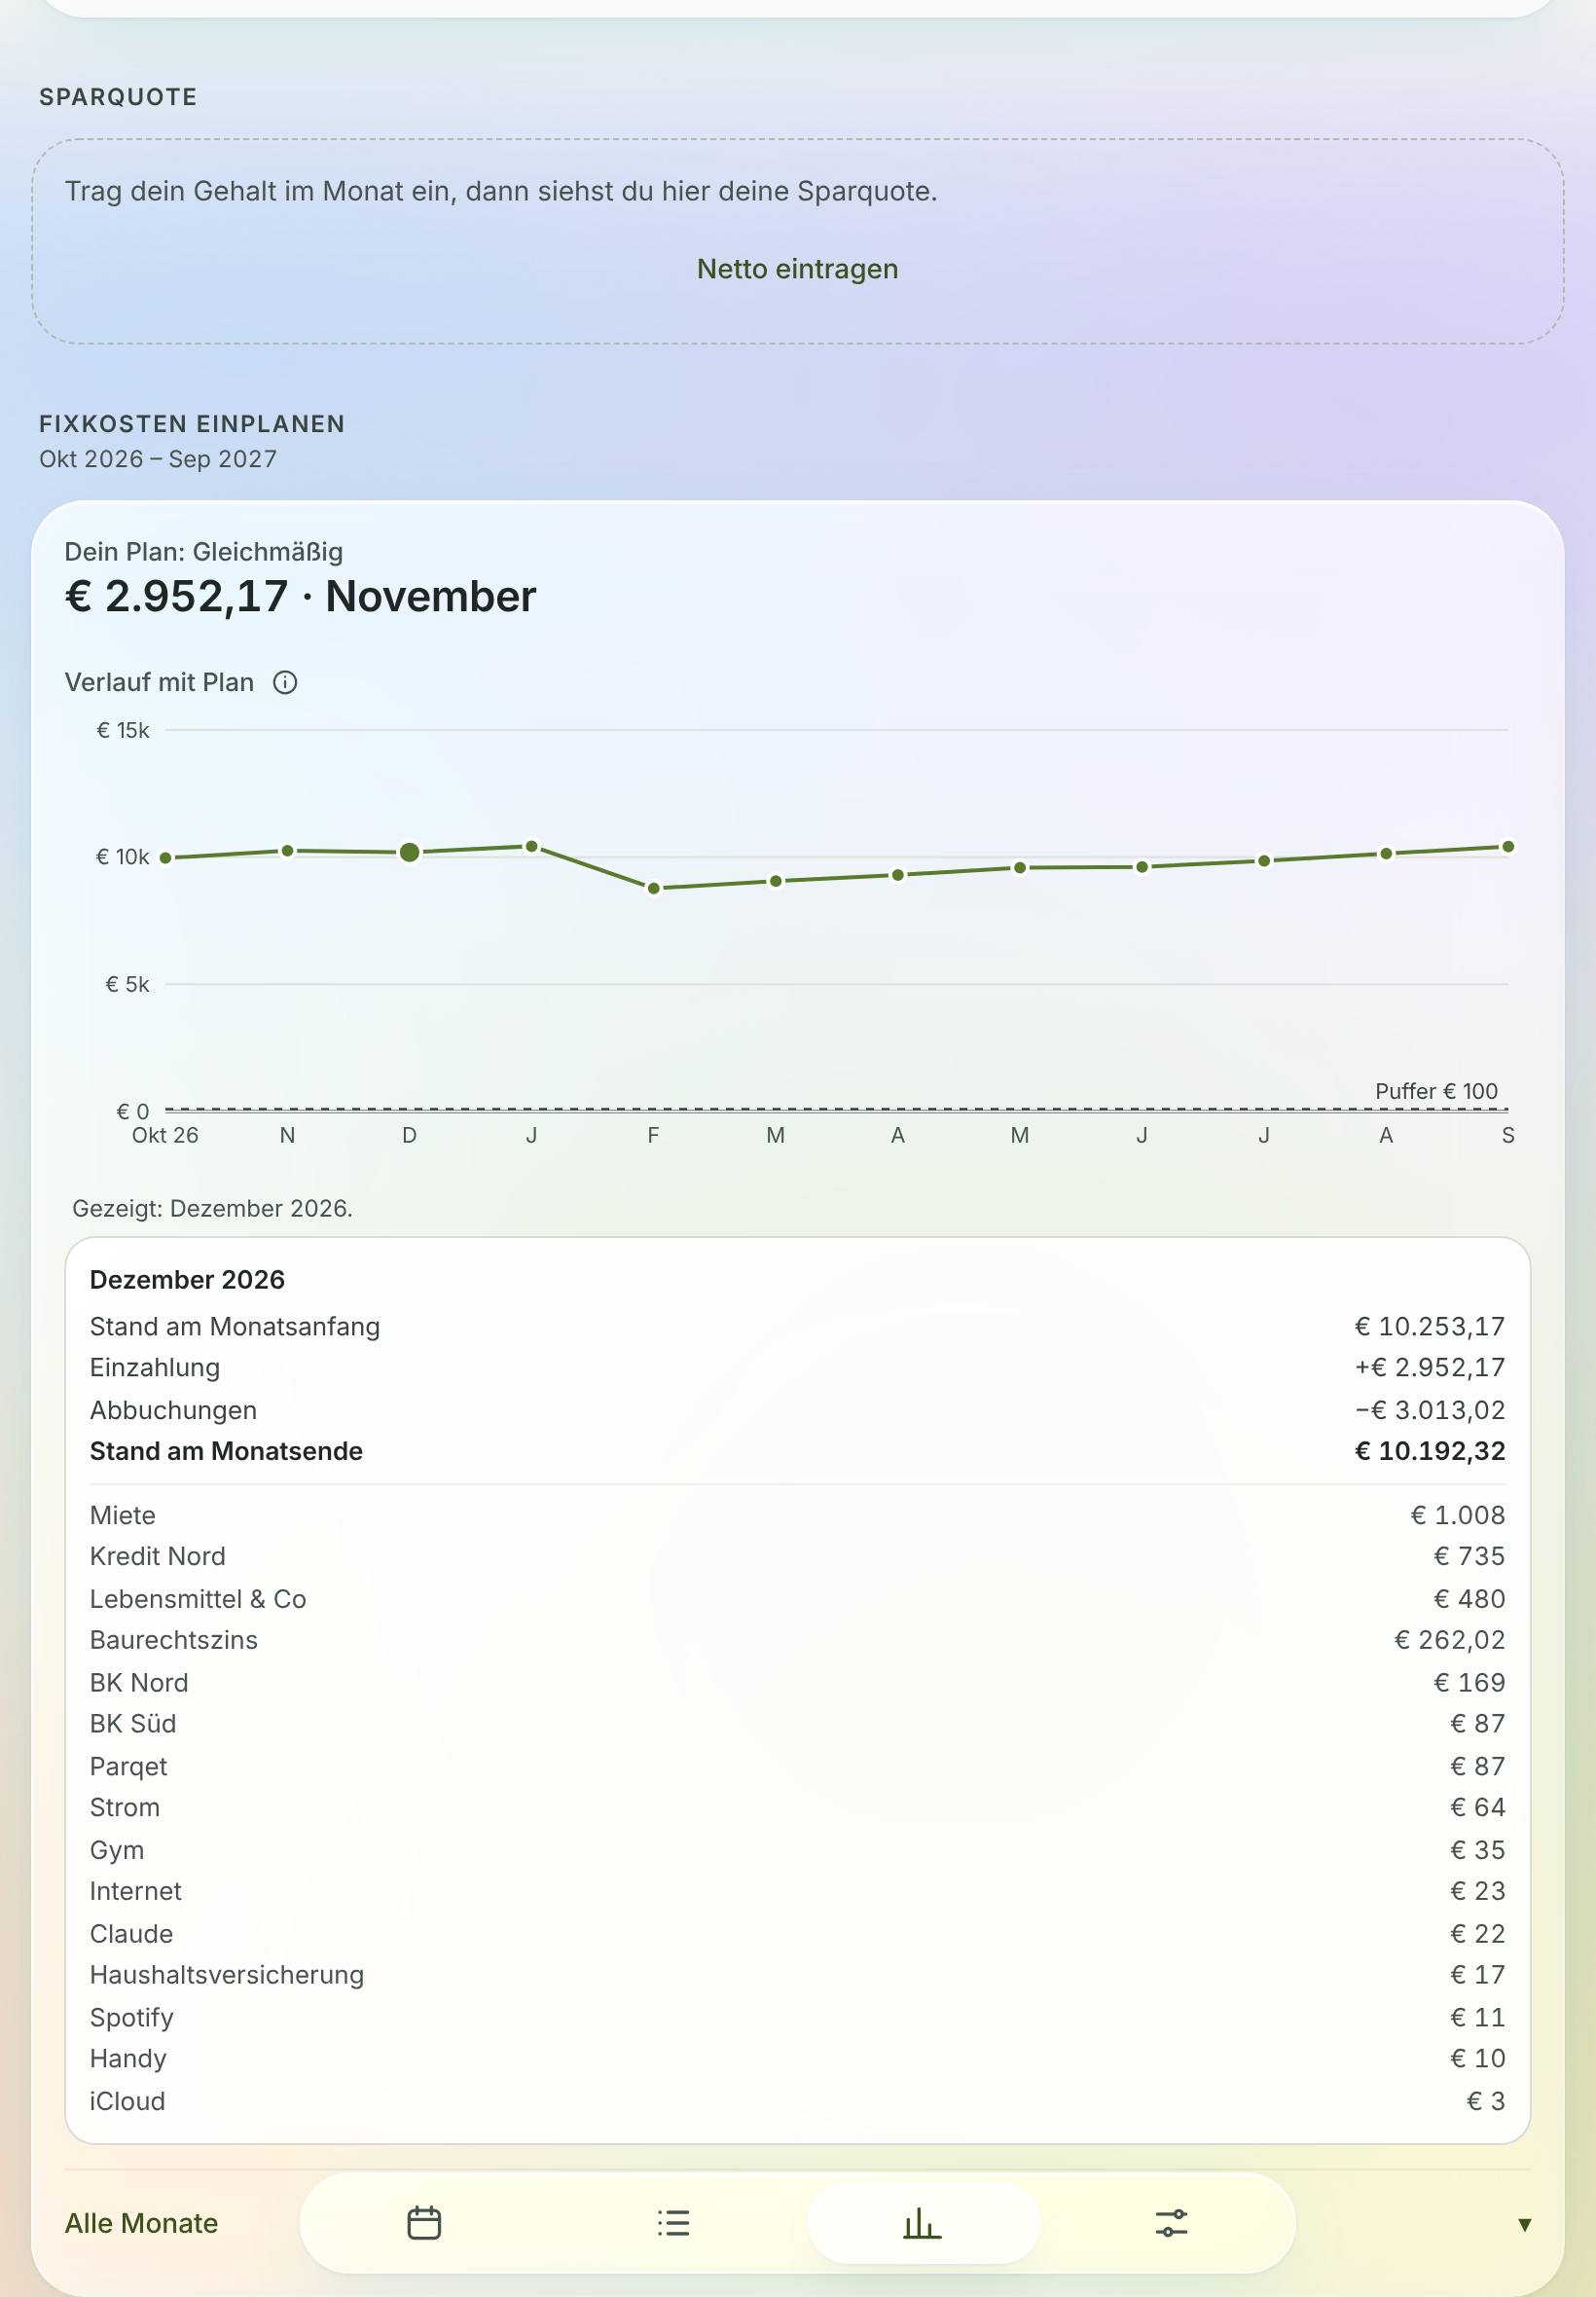 SPARQUOTE
Trag dein Gehalt im Monat ein, dann siehst du hier deine Sparquote.
Netto eintragen
FIXKOSTEN EINPLANEN
Okt 2026 – Sep 2027
Dein Plan: Gleichmäßig
€ 2.952,17 · November
Verlauf mit Plan
€ 15k
€ 10k
€ 5k
Puffer € 100
€ 0
Okt 26 N D J F M A M J J A S
Gezeigt: Dezember 2026.
Dezember 2026
Stand am Monatsanfang € 10.253,17
Einzahlung +€ 2.952,17
Abbuchungen −€ 3.013,02
Stand am Monatsende € 10.192,32
Miete € 1.008
Kredit Nord € 735
Lebensmittel & Co € 480
Baurechtszins € 262,02
BK Nord € 169
BK Süd € 87
Parqet € 87
Strom € 64
Gym € 35
Internet € 23
Claude € 22
Haushaltsversicherung € 17
Spotify € 11
Handy € 10
iCloud € 3
Alle Monate